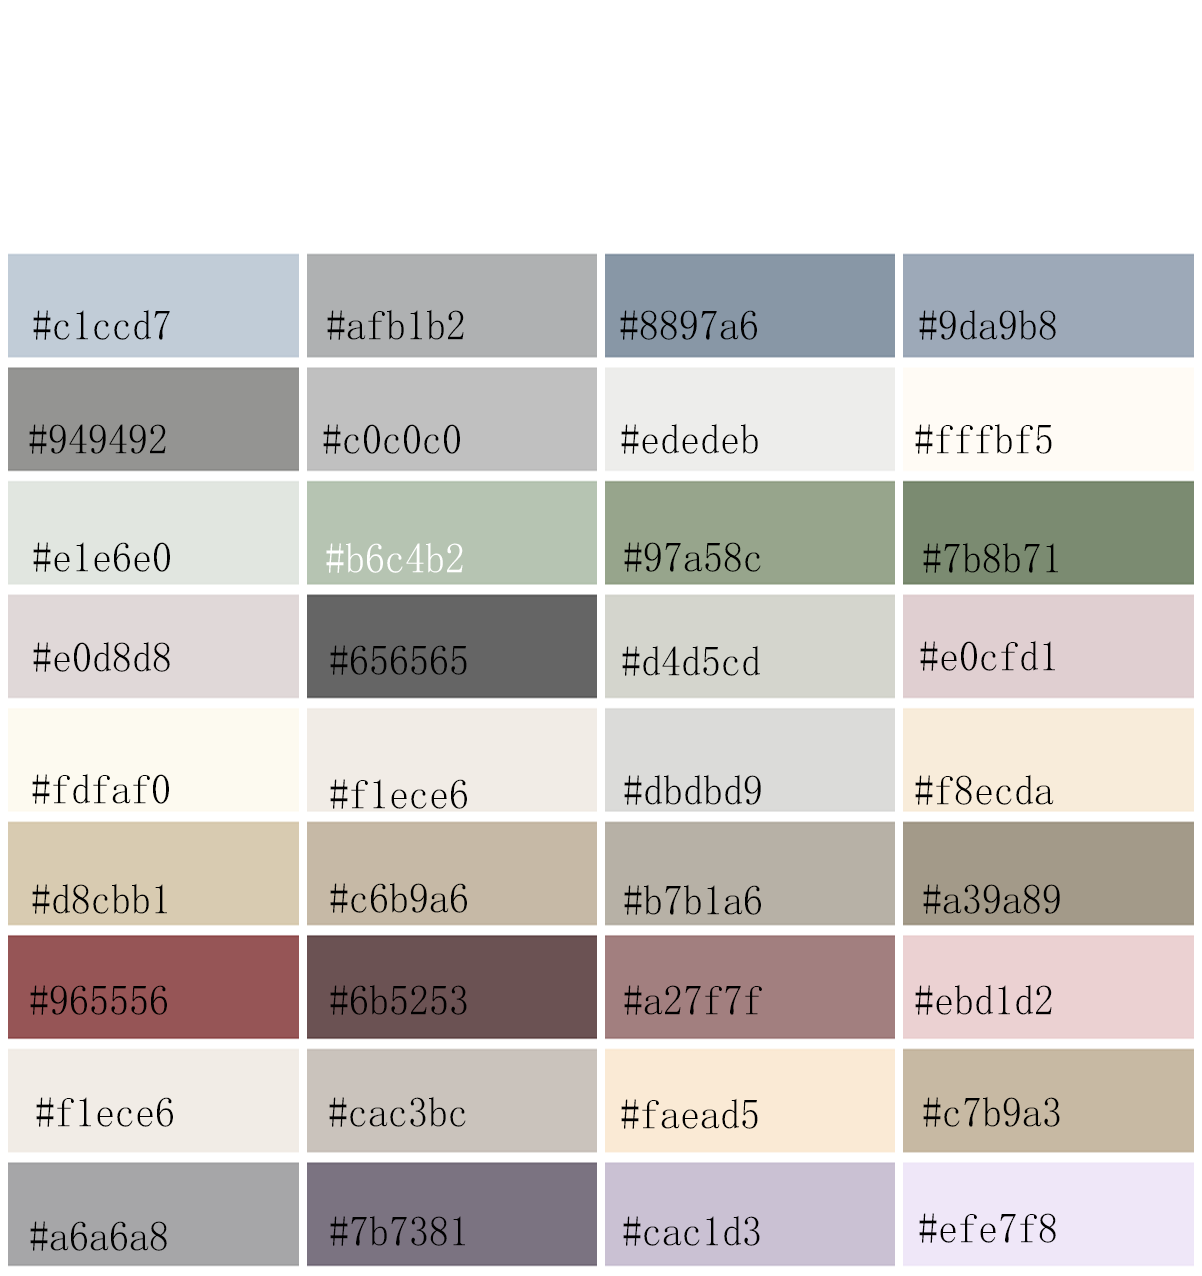 #c1ccd7 #afb1b2 #8897a6 #9da9b8
#949492 #c0c0c0 #ededeb #fffbf5
#e1e6e0 #b6c4b2 #97a58c #7b8b71
#e0d8d8 #656565 #d4d5cd #e0cfd1
#fdfaf0 #f1ece6 #dbdbd9 #f8ecda
#d8cbb1 #c6b9a6 #b7b1a6 #a39a89
#965556 #6b5253 #a27f7f #ebd1d2
#f1ece6 #cac3bc #faead5 #c7b9a3
#a6a6a8 #7b7381 #cac1d3 #efe7f8